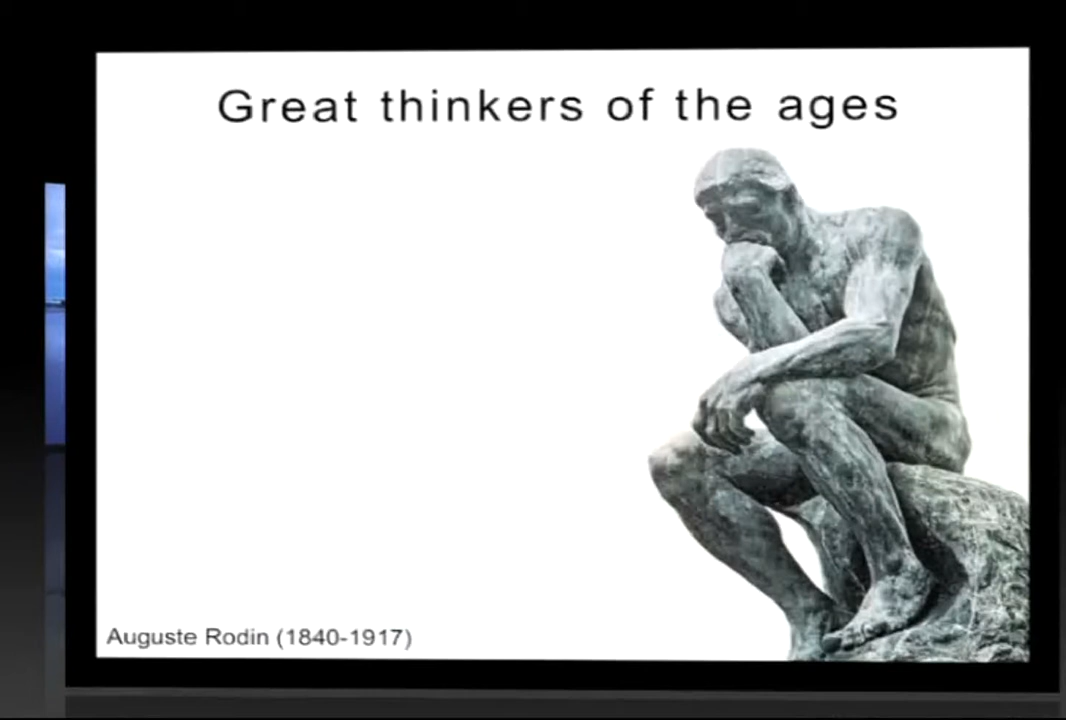 Great thinkers of the ages
Auguste Rodin (1840-1917)